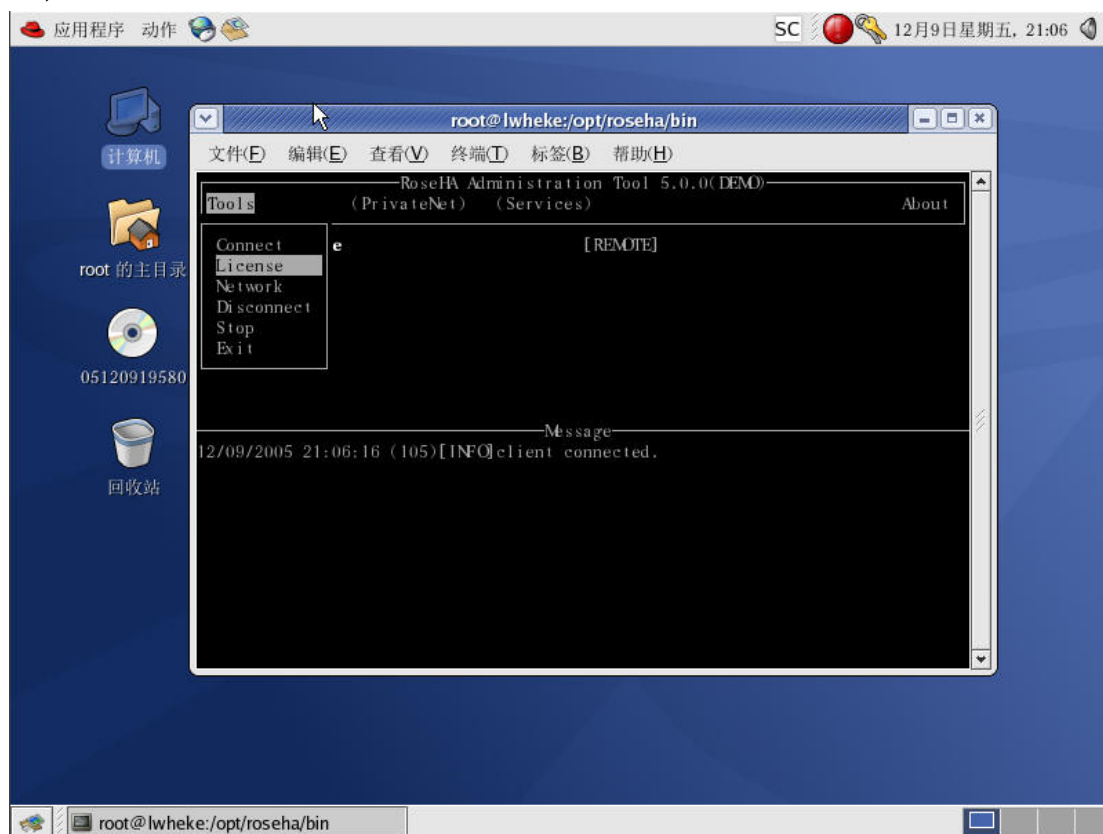 应用程序 动作 SC 12月9日星期五, 21:06
计算机
root 的主目录
05120919580
回收站
root@lwheke:/opt/roseha/bin
文件(F) 编辑(E) 查看(V) 终端(T) 标签(B) 帮助(H)
RoseHA Administration Tool 5.0.0(DEMO)
Tools (PrivateNet) (Services) About
Connect e [REMOTE]
License
Network
Disconnect
Stop
Exit
Message
12/09/2005 21:06:16 (105)[INFO]client connected.
root@lwheke:/opt/roseha/bin